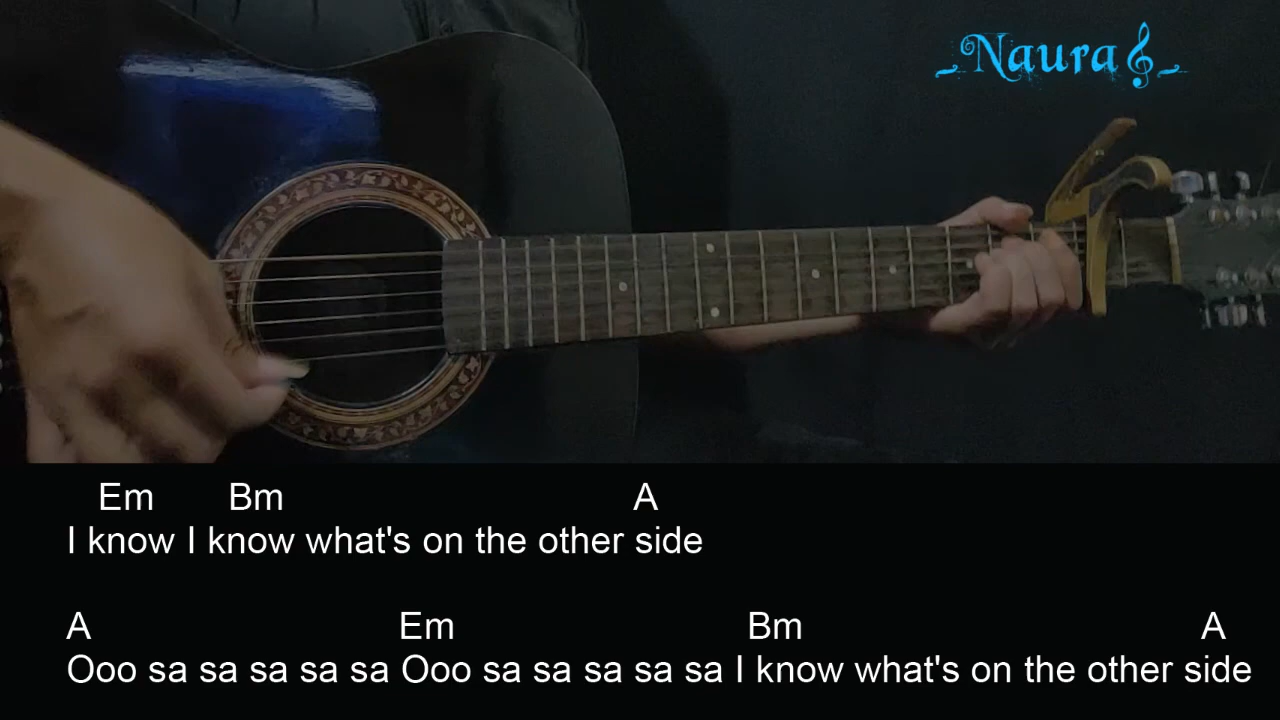 Naura
Em Bm A
I know I know what's on the other side
A Em Bm A
Ooo sa sa sa sa sa Ooo sa sa sa sa sa I know what's on the other side